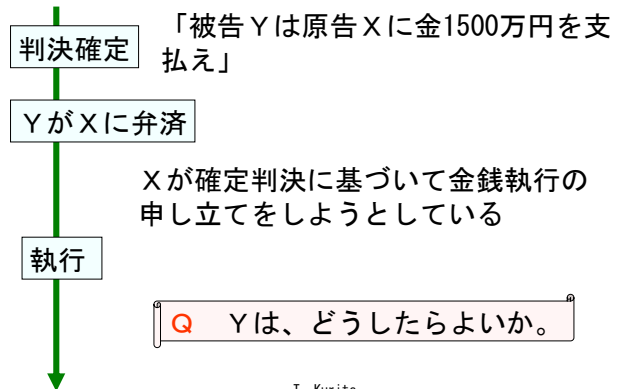 「被告Yは原告Xに金1500万円を支
判決確定
払え」
YがXに弁済
Xが確定判決に基づいて金銭執行の
申し立てをしようとしている
執行
Q Yは、どうしたらよいか。
T. Kurita